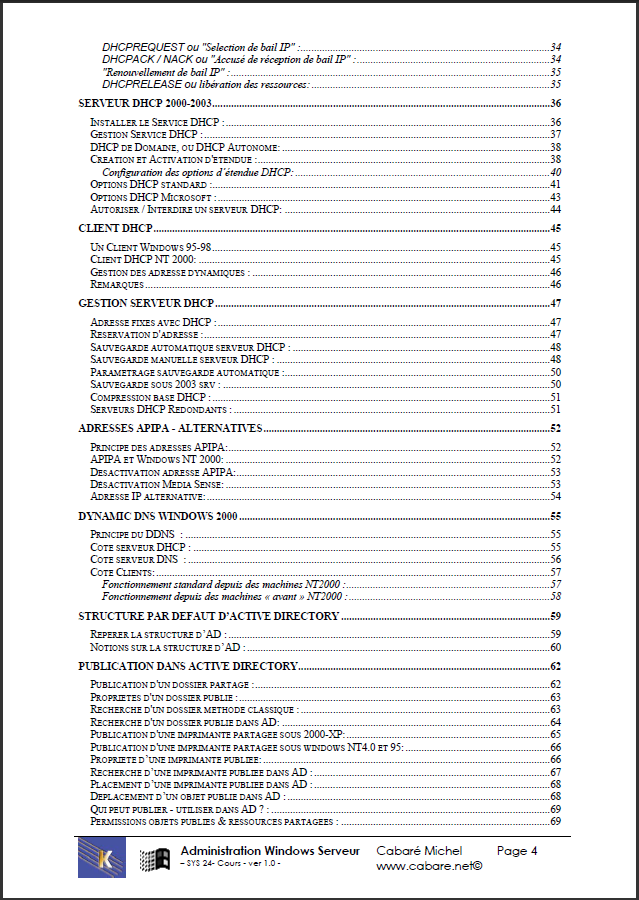 DHCPREQUEST ou "Selection de bail IP" :....................34
DHCPACK / NACK ou "Accusé de réception de bail IP" :....................34
"Renouvellement de bail IP" :....................35
DHCPRELEASE ou libération des ressources:....................35
SERVEUR DHCP 2000-2003....................36
INSTALLER LE SERVICE DHCP :....................36
GESTION SERVICE DHCP :....................37
DHCP DE DOMAINE, OU DHCP AUTONOME:....................38
CREATION ET ACTIVATION D'ETENDUE :....................38
Configuration des options d'étendue DHCP:....................40
OPTIONS DHCP STANDARD :....................41
OPTIONS DHCP MICROSOFT :....................43
AUTORISER / INTERDIRE UN SERVEUR DHCP:....................44
CLIENT DHCP....................45
UN CLIENT WINDOWS 95-98....................45
CLIENT DHCP NT 2000:....................45
GESTION DES ADRESSE DYNAMIQUES :....................46
REMARQUES....................46
GESTION SERVEUR DHCP....................47
ADRESSE FIXES AVEC DHCP :....................47
RESERVATION D'ADRESSE :....................47
SAUVEGARDE AUTOMATIQUE SERVEUR DHCP :....................48
SAUVEGARDE MANUELLE SERVEUR DHCP :....................48
PARAMETRAGE SAUVEGARDE AUTOMATIQUE :....................50
SAUVEGARDE SOUS 2003 SRV :....................50
COMPRESSION BASE DHCP :....................51
SERVEURS DHCP REDONDANTS :....................51
ADRESSES APIPA - ALTERNATIVES....................52
PRINCIPE DES ADRESSES APIPA:....................52
APIPA ET WINDOWS NT 2000:....................52
DESACTIVATION ADRESSE APIPA:....................53
DESACTIVATION MEDIA SENSE:....................53
ADRESSE IP ALTERNATIVE:....................54
DYNAMIC DNS WINDOWS 2000....................55
PRINCIPE DU DDNS :....................55
COTE SERVEUR DHCP :....................55
COTE SERVEUR DNS :....................56
COTE CLIENTS:....................57
Fonctionnement standard depuis des machines NT2000 :....................57
Fonctionnement depuis des machines « avant » NT2000 :....................58
STRUCTURE PAR DEFAUT D'ACTIVE DIRECTORY....................59
REPERER LA STRUCTURE D'AD :....................59
NOTIONS SUR LA STRUCTURE D'AD :....................60
PUBLICATION DANS ACTIVE DIRECTORY....................62
PUBLICATION D'UN DOSSIER PARTAGE :....................62
PROPRIETES D'UN DOSSIER PUBLIE :....................63
RECHERCHE D'UN DOSSIER METHODE CLASSIQUE :....................63
RECHERCHE D'UN DOSSIER PUBLIE DANS AD:....................64
PUBLICATION D'UNE IMPRIMANTE PARTAGEE SOUS 2000-XP:....................65
PUBLICATION D'UNE IMPRIMANTE PARTAGEE SOUS WINDOWS NT4.0 ET 95:....................66
PROPRIETE D'UNE IMPRIMANTE PUBLIEE:....................66
RECHERCHE D'UNE IMPRIMANTE PUBLIEE DANS AD :....................67
PLACEMENT D'UNE IMPRIMANTE PUBLIEE DANS AD :....................68
DEPLACEMENT D'UN OBJET PUBLIE DANS AD :....................68
QUI PEUT PUBLIER - UTILISER DANS AD ? :....................69
PERMISSIONS OBJETS PUBLIES & RESSOURCES PARTAGEES :....................69
K Administration Windows Serveur Cabaré Michel Page 4
– SYS 24- Cours - ver 1.0 - www.cabare.net©